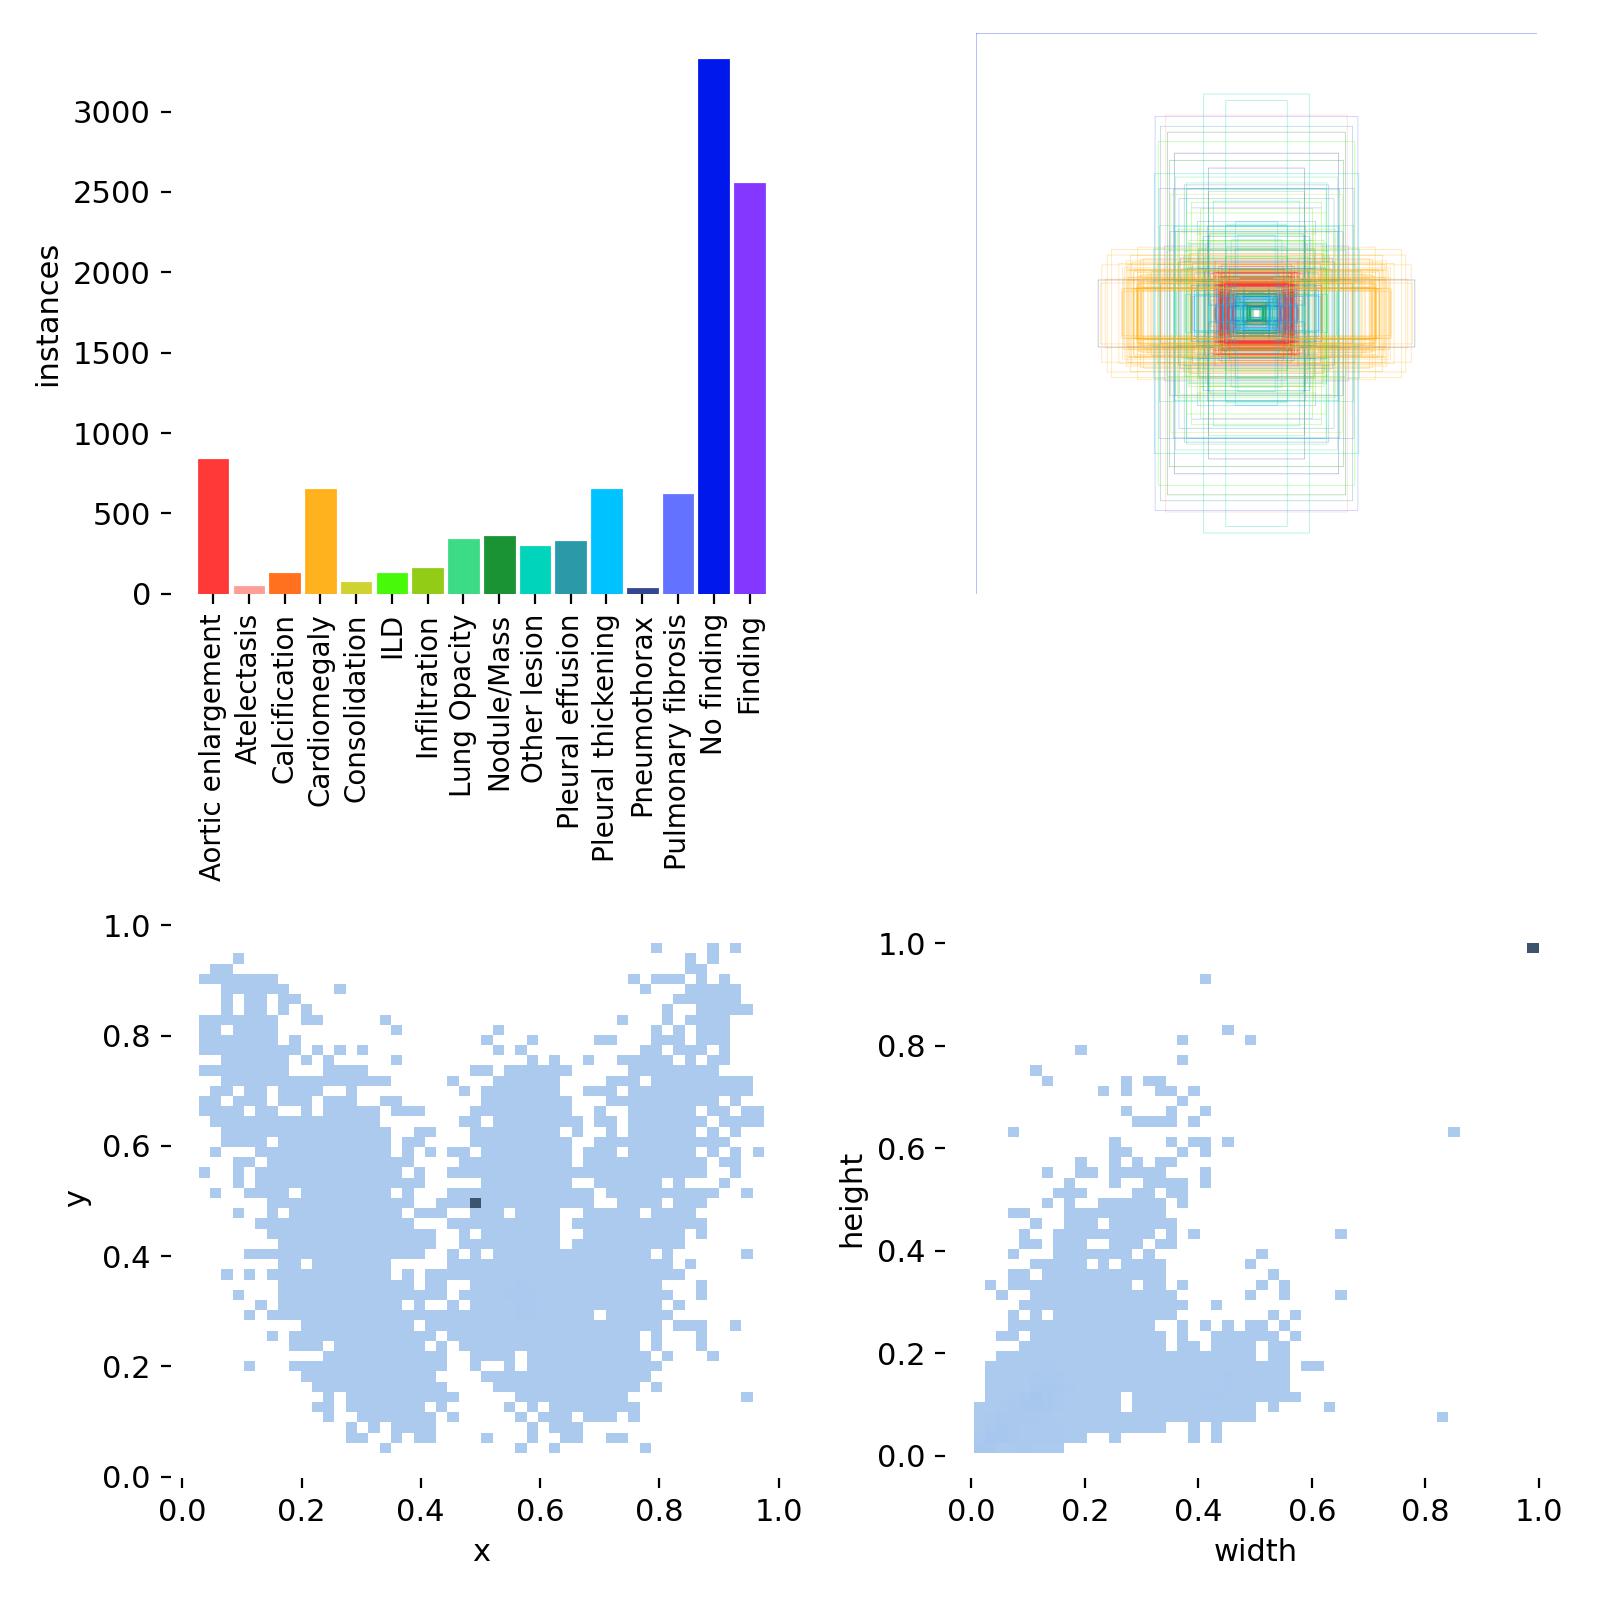 3000
2500
2000
1500
1000
500
0
instances
Aortic enlargement
Atelectasis
Calcification
Cardiomegaly
Consolidation
ILD
Infiltration
Lung Opacity
Nodule/Mass
Other lesion
Pleural effusion
Pleural thickening
Pneumothorax
Pulmonary fibrosis
No finding
Finding
1.0
0.8
0.6
0.4
0.2
0.0
y
0.0 0.2 0.4 0.6 0.8 1.0
x
1.0
0.8
0.6
0.4
0.2
0.0
height
0.0 0.2 0.4 0.6 0.8 1.0
width